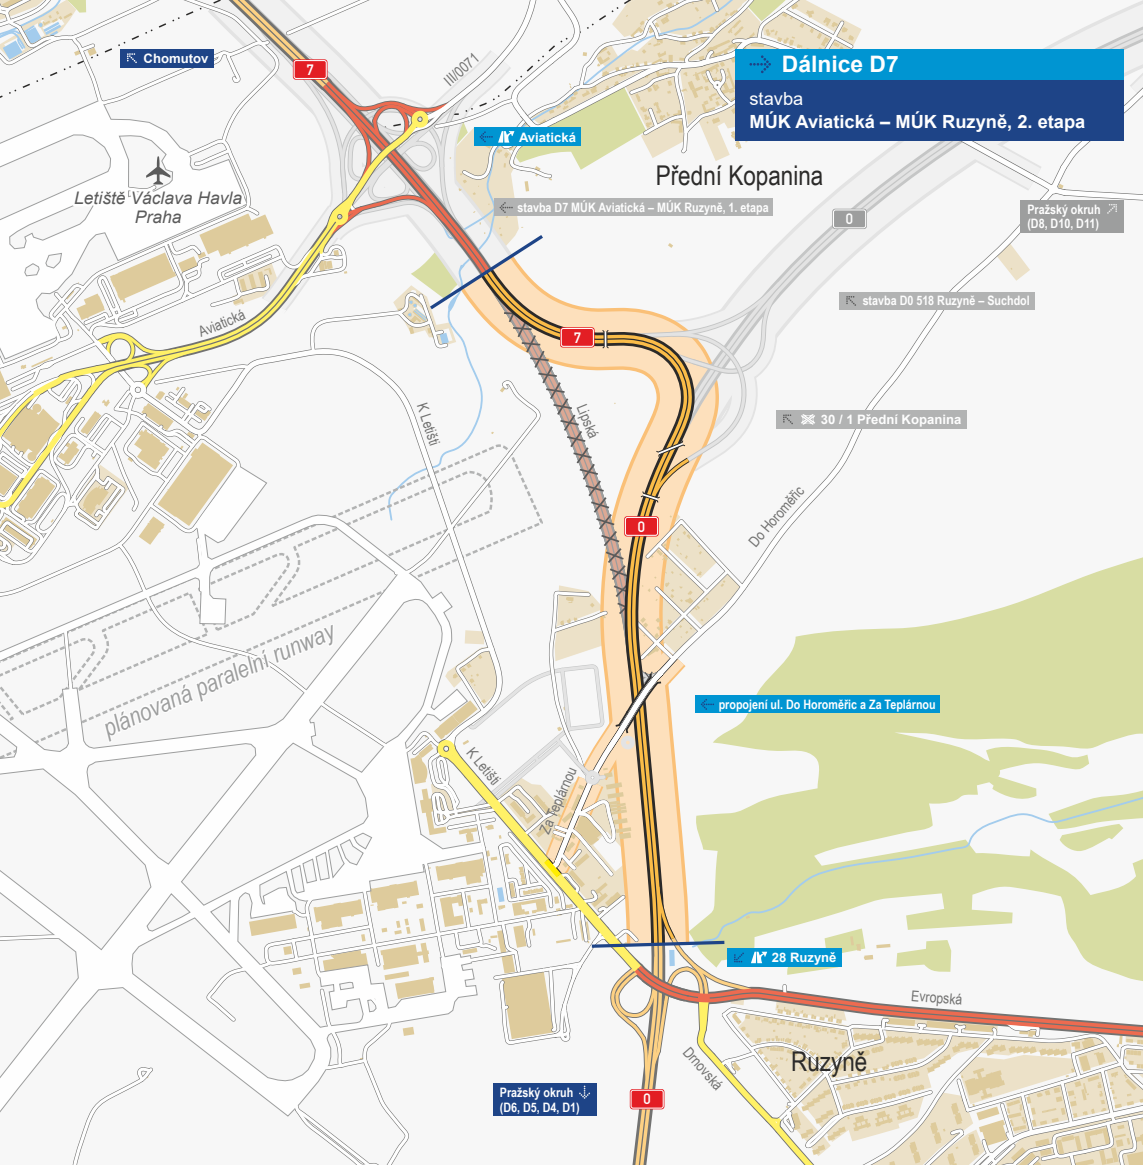 Chomutov
7
III/0071
Dálnice D7
stavba
MÚK Aviatická – MÚK Ruzyně, 2. etapa
Aviatická
Přední Kopanina
Letiště Václava Havla
Praha
stavba D7 MÚK Aviatická – MÚK Ruzyně, 1. etapa
0
Pražský okruh
(D8, D10, D11)
stavba D0 518 Ruzyně – Suchdol
Aviatická
7
K Letišti
Lipská
30 / 1 Přední Kopanina
Do Horoměřic
0
plánovaná paralelní runway
propojení ul. Do Horoměřic a Za Teplárnou
K Letišti
Za Teplárnou
28 Ruzyně
Evropská
Drnovská
Ruzyně
Pražský okruh
(D6, D5, D4, D1)
0